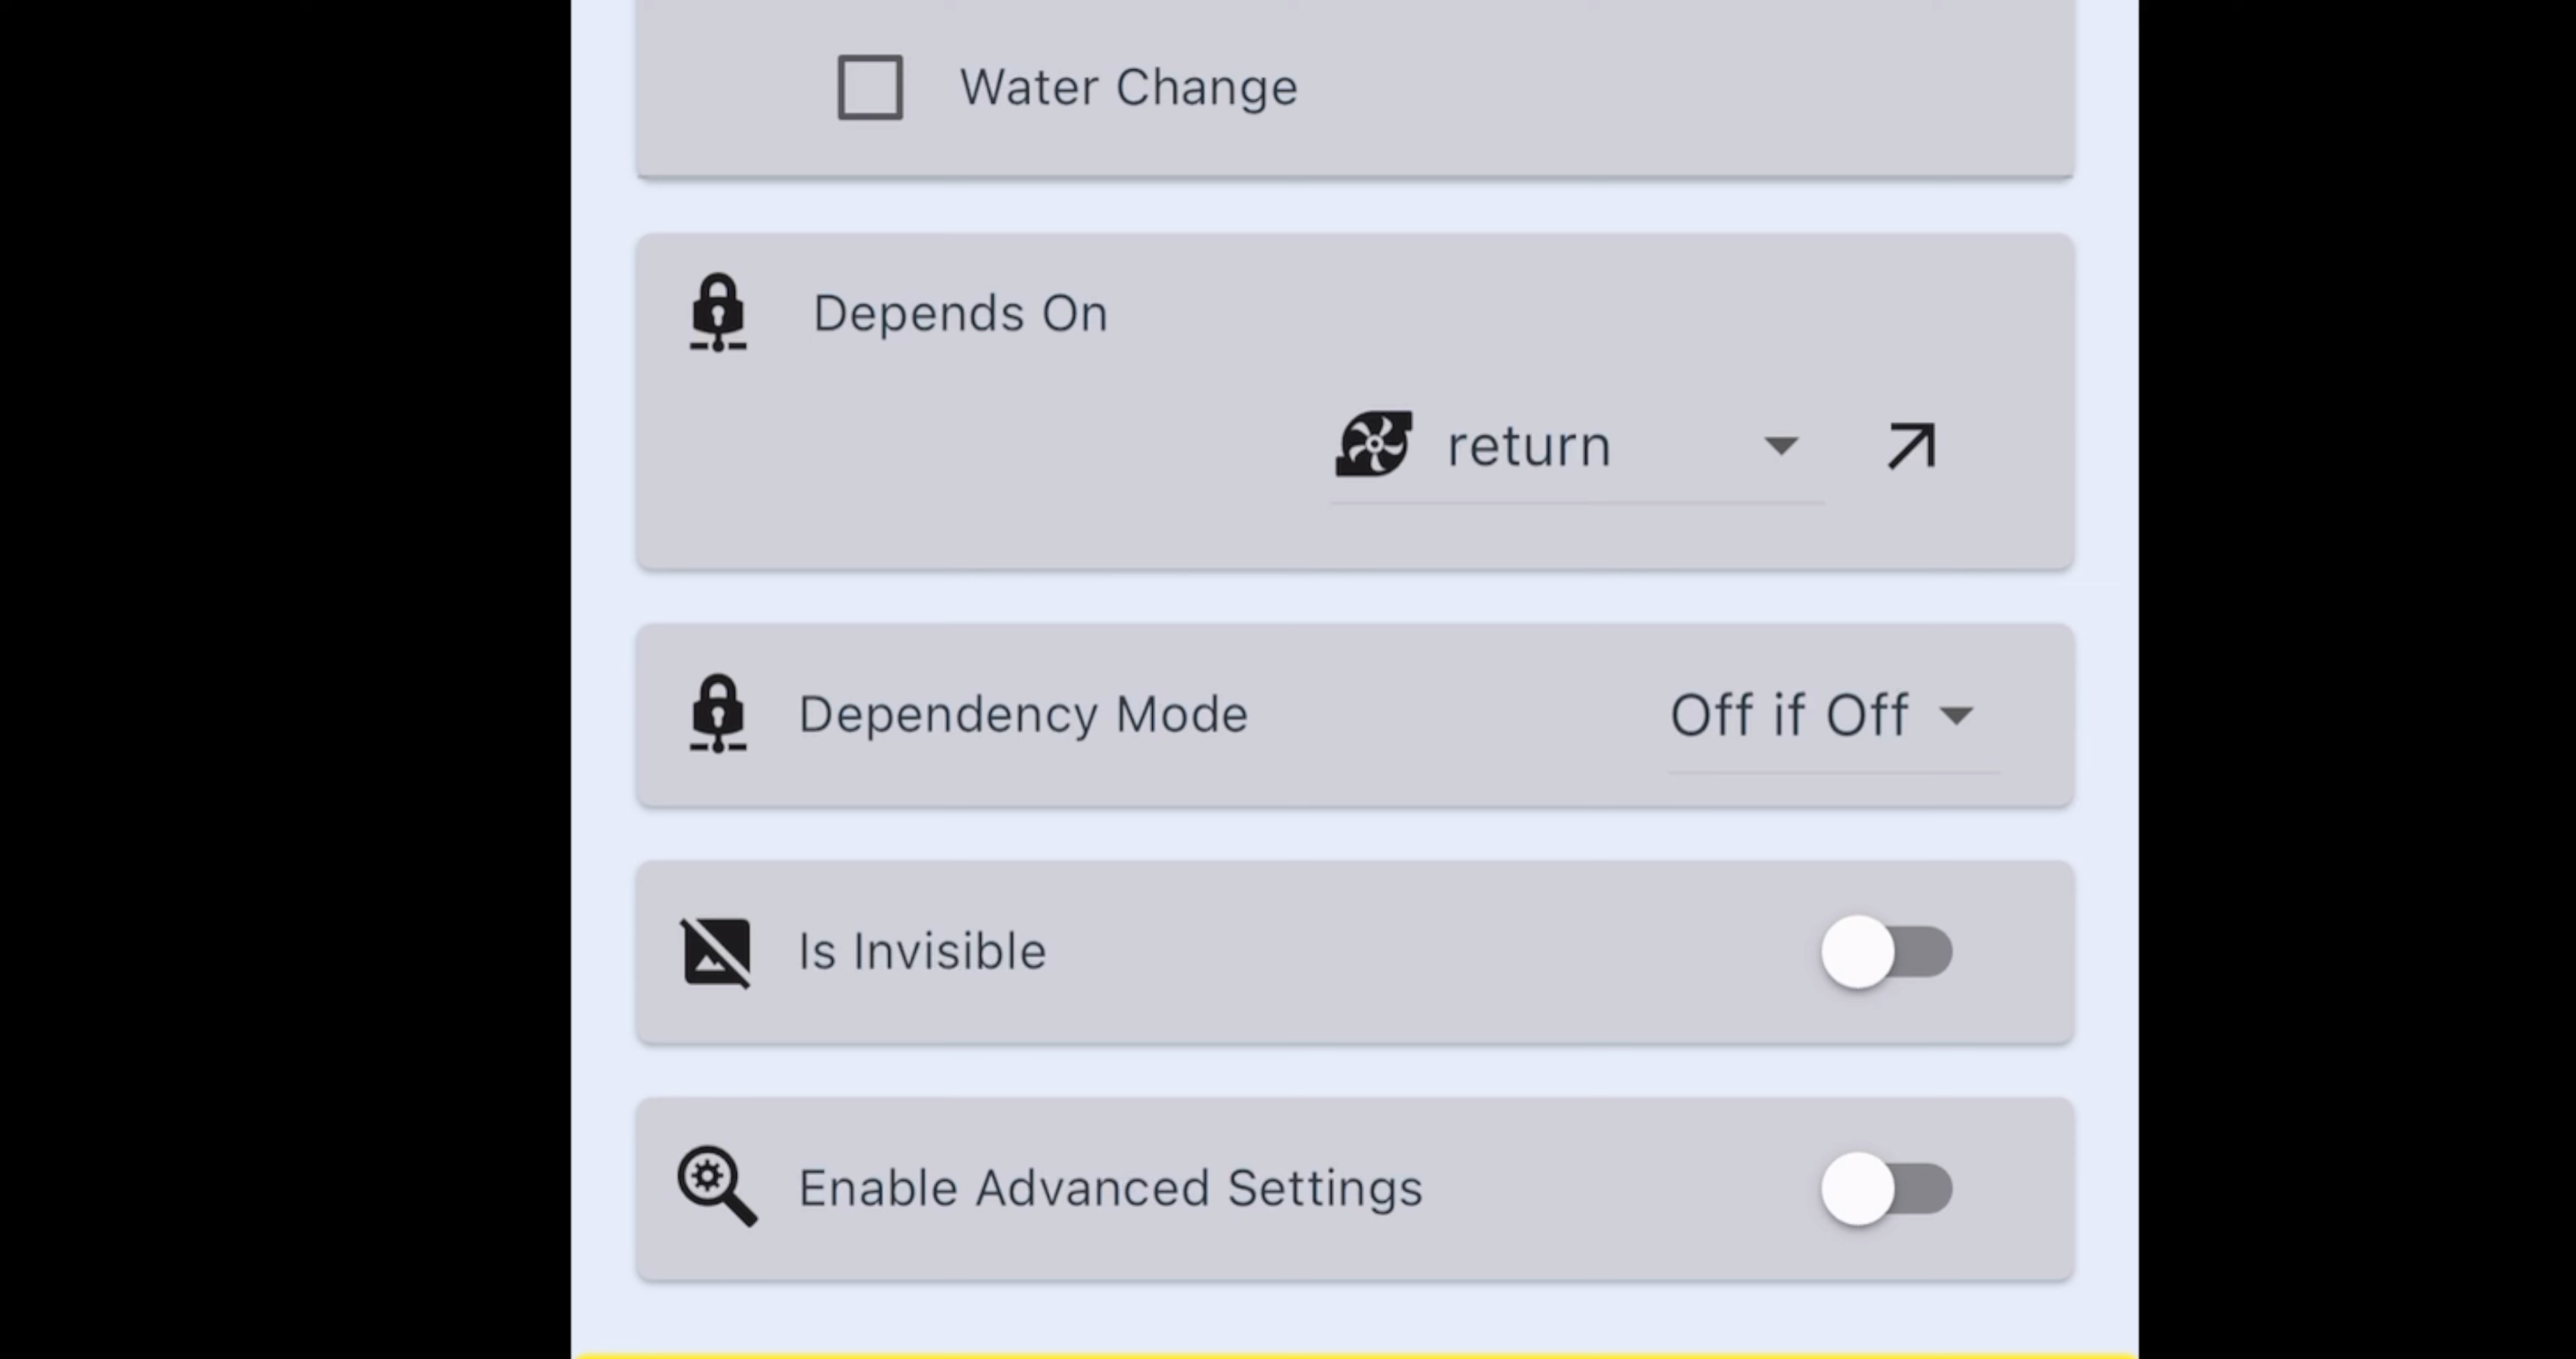 Water Change
Depends On
return
Dependency Mode
Off if Off
Is Invisible
Enable Advanced Settings